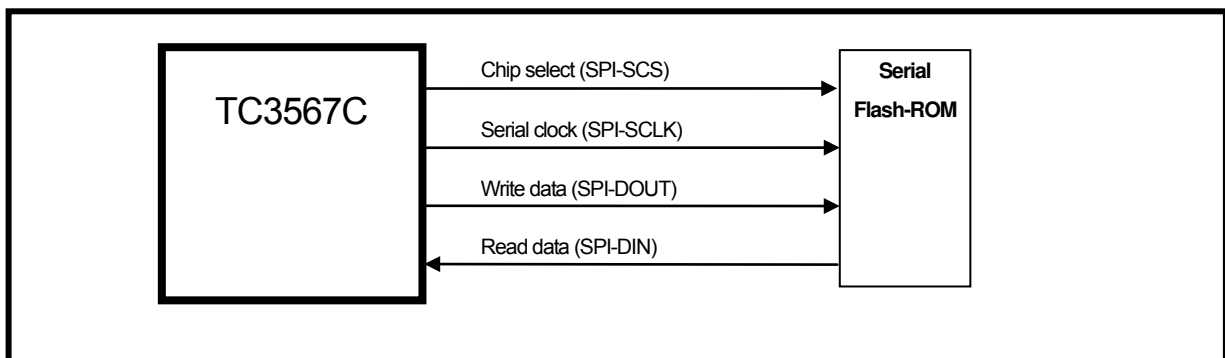 TC3567C
Chip select (SPI-SCS)
Serial clock (SPI-SCLK)
Write data (SPI-DOUT)
Read data (SPI-DIN)
Serial
Flash-ROM